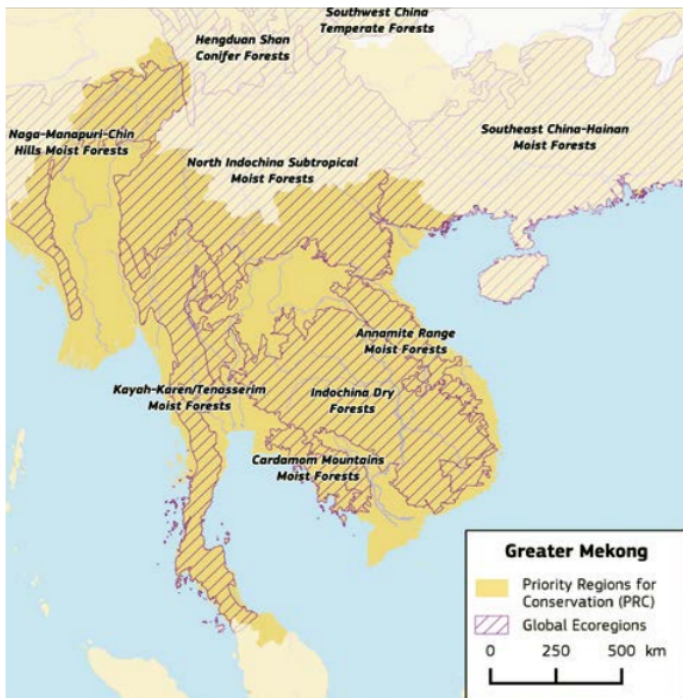 Southwest China
Temperate Forests
Hengduan Shan
Conifer Forests
Naga-Manapuri-Chin
Hills Moist Forests
Southeast China-Hainan
Moist Forests
North Indochina Subtropical
Moist Forests
Annamite Range
Moist Forests
Kayah-Karen/Tenasserim
Moist Forests
Indochina Dry
Forests
Cardamom Mountains
Moist Forests
Greater Mekong
Priority Regions for
Conservation (PRC)
Global Ecoregions
0 250 500 km